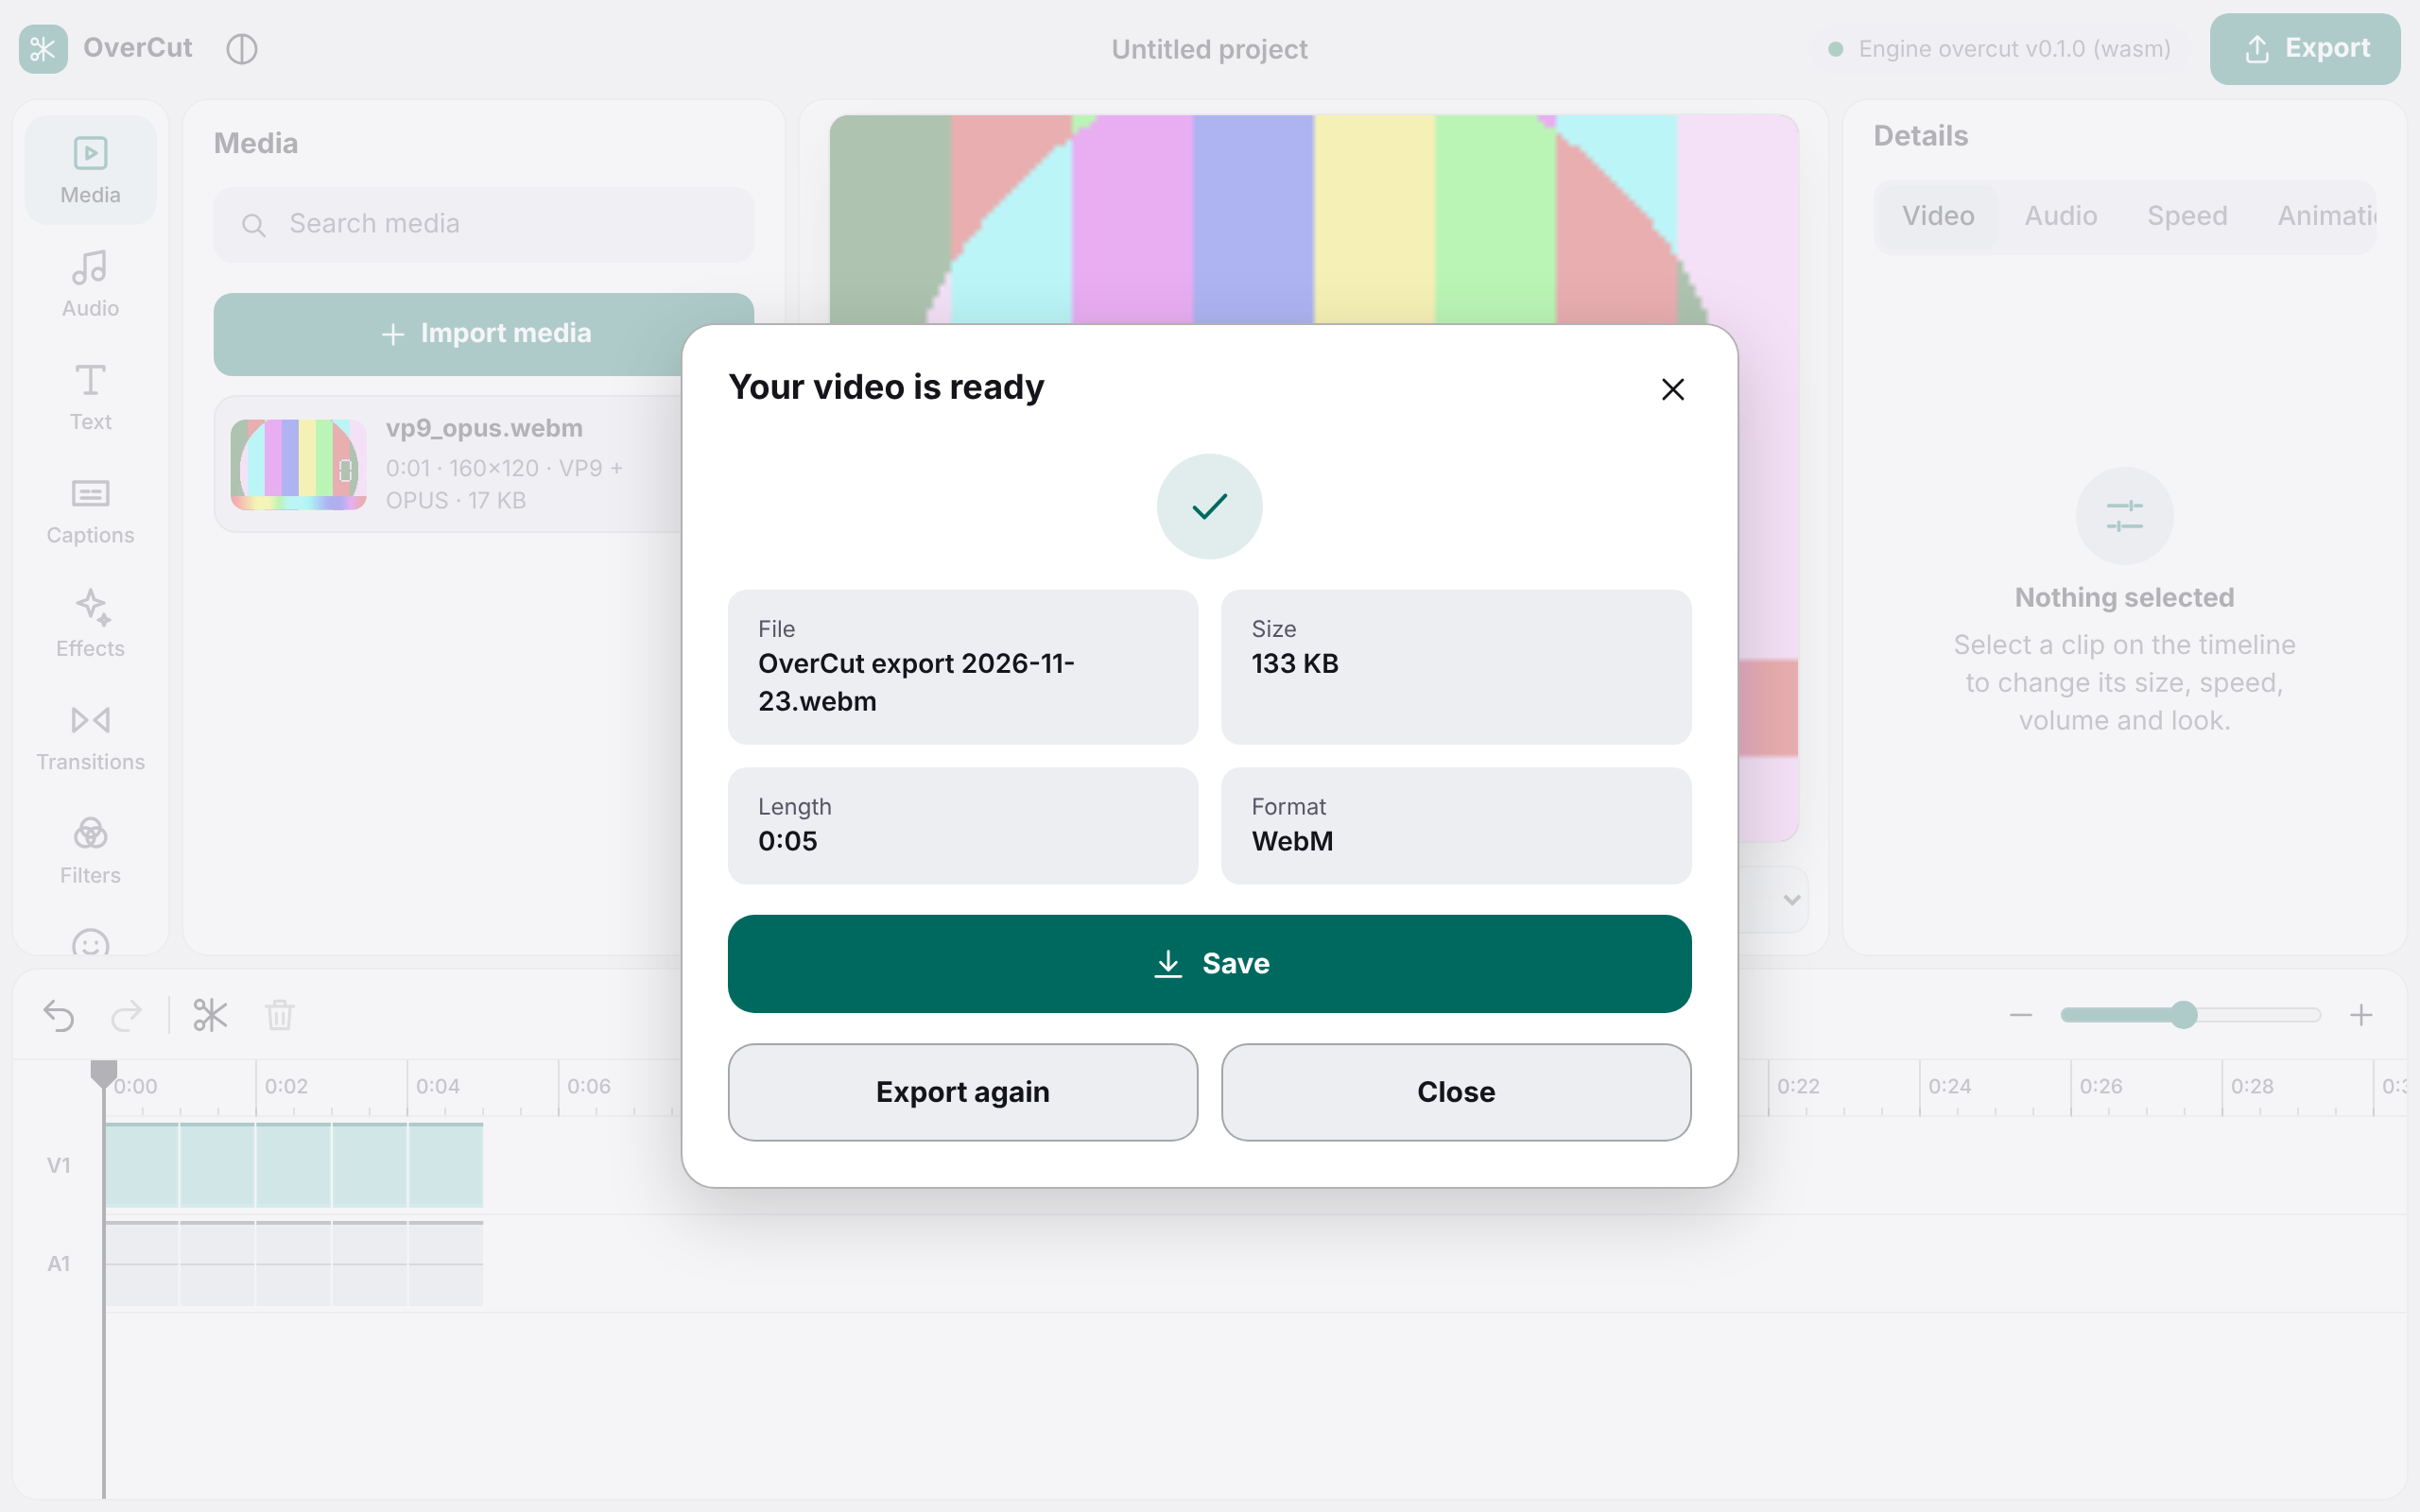 OverCut
Untitled project
Engine overcut v0.1.0 (wasm)
Export
Media
Audio
Text
Captions
Effects
Transitions
Filters
Media
Search media
Import media
vp9_opus.webm
0:01 · 160×120 · VP9 +
OPUS · 17 KB
Details
Video Audio Speed Animati
Nothing selected
Select a clip on the timeline
to change its size, speed,
volume and look.
Your video is ready
File
OverCut export 2026-11-
23.webm
Size
133 KB
Length
0:05
Format
WebM
Save
Export again
Close
0:00 0:02 0:04 0:06 0:22 0:24 0:26 0:28
V1
A1